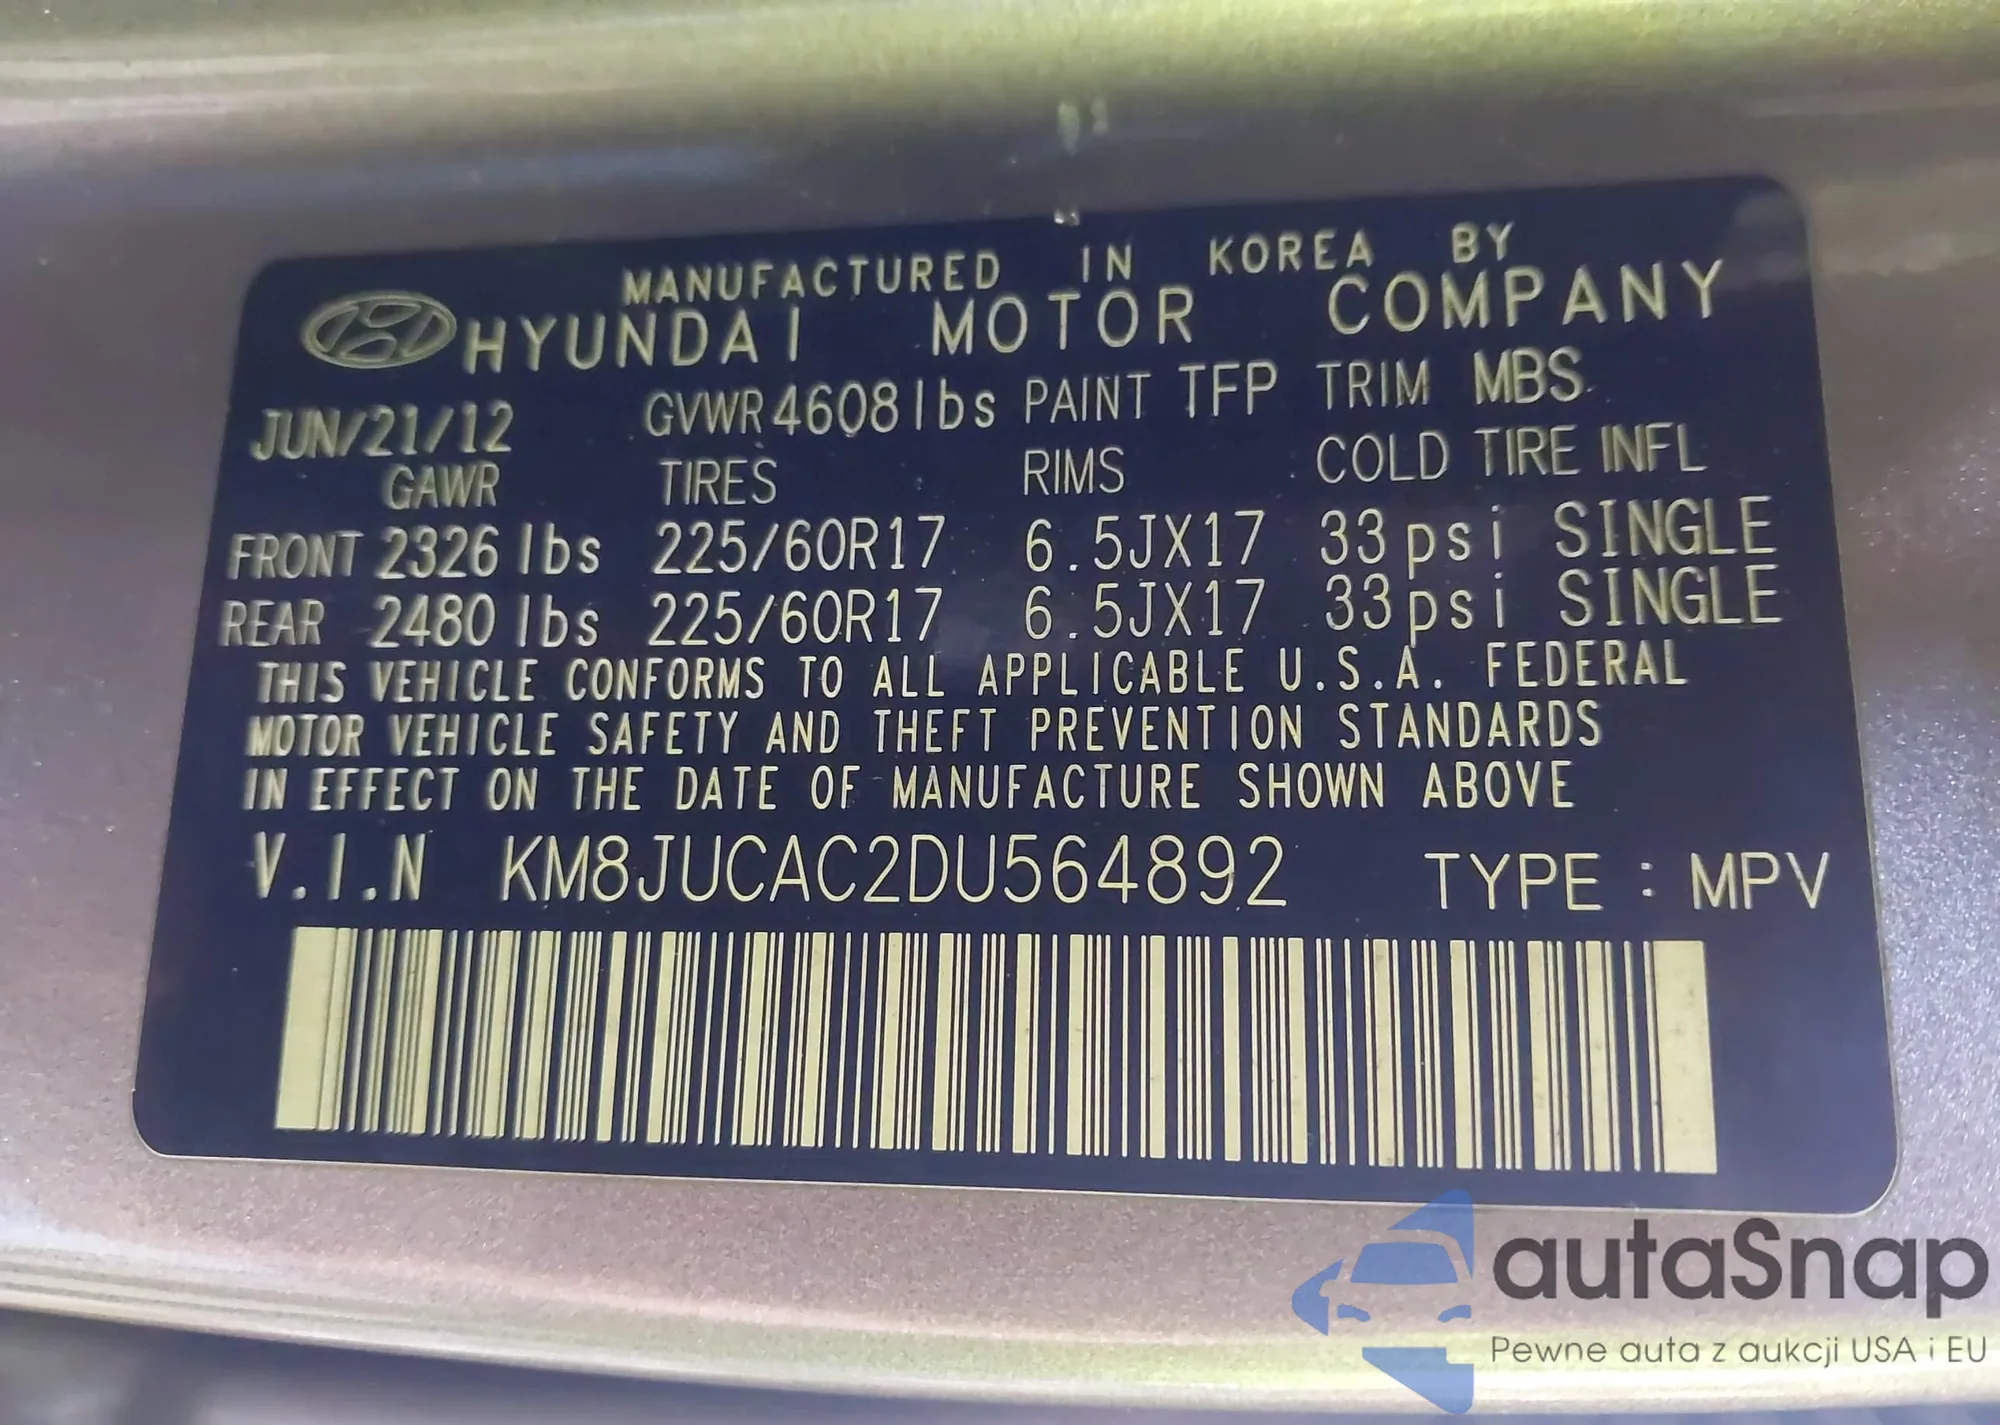 MANUFACTURED IN KOREA BY
HYUNDAI MOTOR COMPANY
JUN/21/12 GVWR 4608 lbs PAINT TFP TRIM MBS
GAWR TIRES RIMS COLD TIRE INFL
FRONT 2326 lbs 225/60R17 6.5JX17 33 psi SINGLE
REAR 2480 lbs 225/60R17 6.5JX17 33 psi SINGLE
THIS VEHICLE CONFORMS TO ALL APPLICABLE U.S.A. FEDERAL
MOTOR VEHICLE SAFETY AND THEFT PREVENTION STANDARDS
IN EFFECT ON THE DATE OF MANUFACTURE SHOWN ABOVE
V.I.N KM8JUCAC2DU564892 TYPE : MPV
autaSnap
Pewne auta z aukcji USA i EU